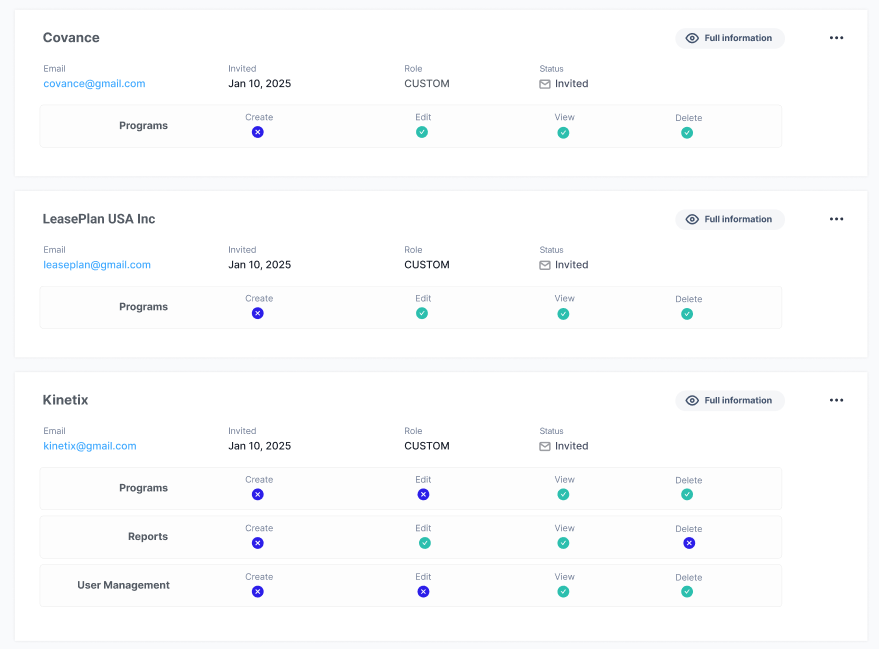 Covance
Full information
Email Invited Role Status
covance@gmail.com Jan 10, 2025 CUSTOM Invited
Create Edit View Delete
Programs
LeasePlan USA Inc
Full information
Email Invited Role Status
leaseplan@gmail.com Jan 10, 2025 CUSTOM Invited
Create Edit View Delete
Programs
Kinetix
Full information
Email Invited Role Status
kinetix@gmail.com Jan 10, 2025 CUSTOM Invited
Create Edit View Delete
Programs
Create Edit View Delete
Reports
Create Edit View Delete
User Management